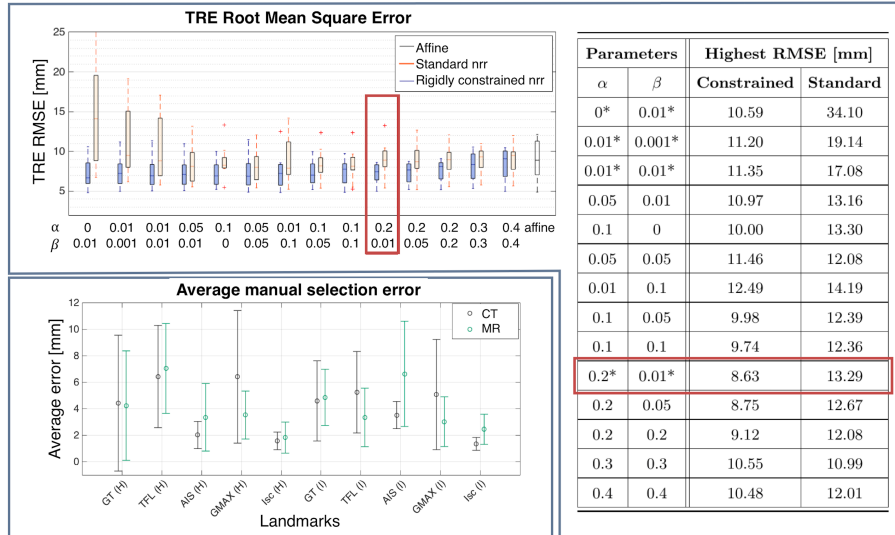 TRE Root Mean Square Error
TRE RMSE [mm]
25
20
15
10
5
Affine
Standard nrr
Rigidly constrained nrr
α 0 0.01 0.01 0.05 0.1 0.05 0.01 0.1 0.1 0.2 0.2 0.2 0.3 0.4 affine
β 0.01 0.001 0.01 0.01 0 0.05 0.1 0.05 0.1 0.01 0.05 0.2 0.3 0.4
Average manual selection error
Average error [mm]
12
10
8
6
4
2
0
CT
MR
GT (H) TFL (H) AIS (H) GMAX (H) Isc (H) GT (I) TFL (I) AIS (I) GMAX (I) Isc (I)
Landmarks
Parameters Highest RMSE [mm]
α β Constrained Standard
0* 0.01* 10.59 34.10
0.01* 0.001* 11.20 19.14
0.01* 0.01* 11.35 17.08
0.05 0.01 10.97 13.16
0.1 0 10.00 13.30
0.05 0.05 11.46 12.08
0.01 0.1 12.49 14.19
0.1 0.05 9.98 12.39
0.1 0.1 9.74 12.36
0.2* 0.01* 8.63 13.29
0.2 0.05 8.75 12.67
0.2 0.2 9.12 12.08
0.3 0.3 10.55 10.99
0.4 0.4 10.48 12.01